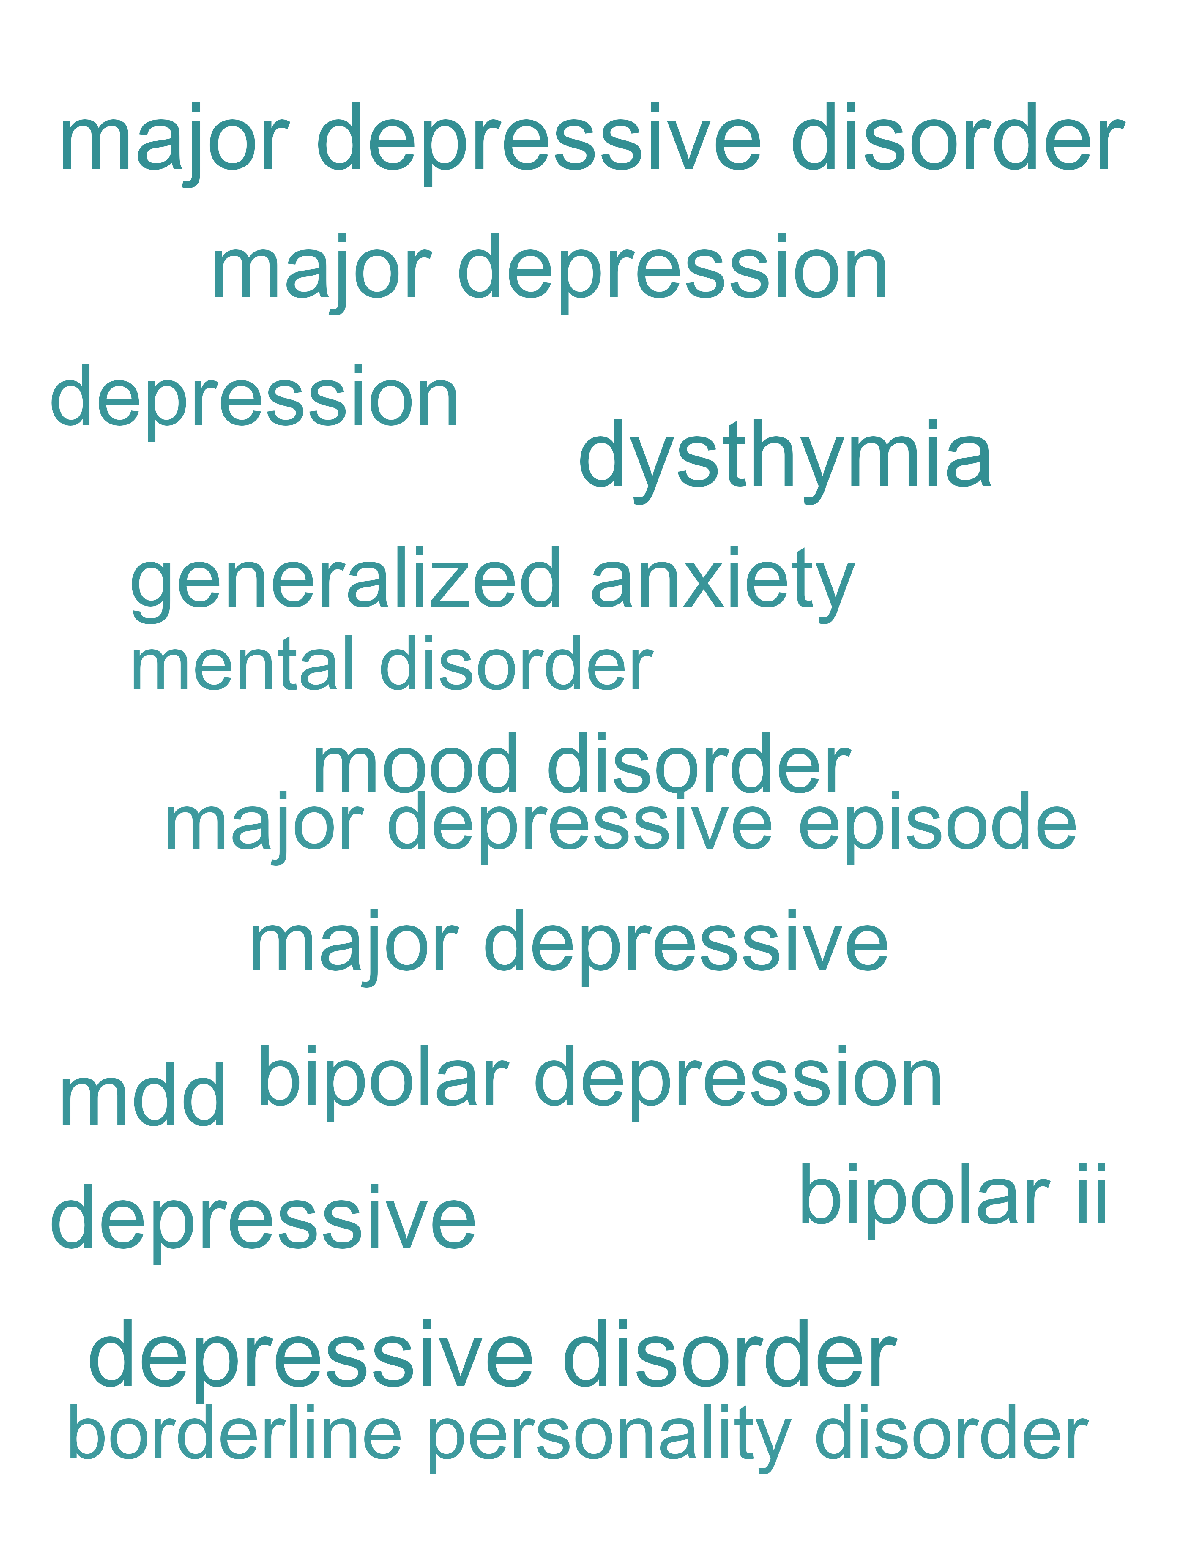 major depressive disorder
major depression
depression
dysthymia
generalized anxiety
mental disorder
mood disorder
major depressive episode
major depressive
bipolar depression
mdd
bipolar ii
depressive
depressive disorder
borderline personality disorder